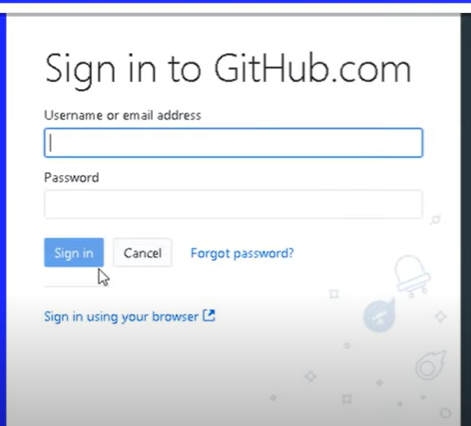 Sign in to GitHub.com
Username or email address
Password
Sign in Cancel Forgot password?
Sign in using your browser